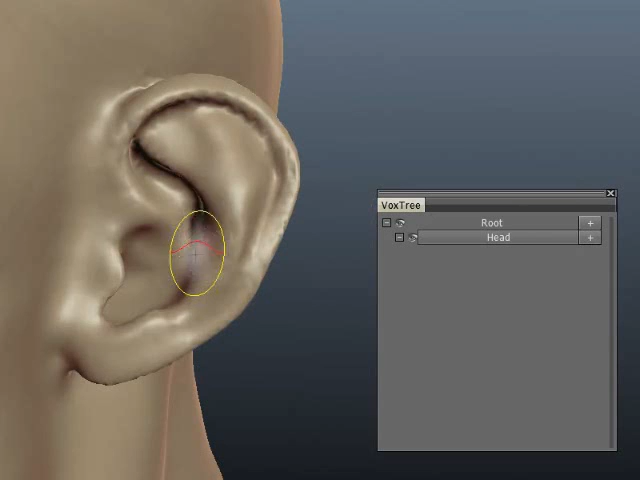 VoxTree
Root +
Head +